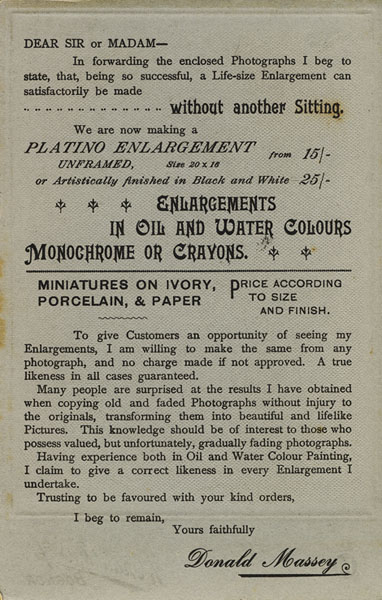 DEAR SIR or MADAM—
In forwarding the enclosed Photographs I beg to
state, that, being so successful, a Life-size Enlargement can
satisfactorily be made
.. .. .. .. .. .. .. .. .. .. .. .. .. without another Sitting.
We are now making a
PLATINO ENLARGEMENT from 15/-
UNFRAMED, Size 20 x 16
or Artistically finished in Black and White 25/-
ENLARGEMENTS
IN OIL AND WATER COLOURS
MONOCHROME OR CRAYONS.
MINIATURES ON IVORY,
PORCELAIN, & PAPER
PRICE ACCORDING
TO SIZE
AND FINISH.
To give Customers an opportunity of seeing my
Enlargements, I am willing to make the same from any
photograph, and no charge made if not approved. A true
likeness in all cases guaranteed.
Many people are surprised at the results I have obtained
when copying old and faded Photographs without injury to
the originals, transforming them into beautiful and lifelike
Pictures. This knowledge should be of interest to those who
possess valued, but unfortunately, gradually fading photographs.
Having experience both in Oil and Water Colour Painting,
I claim to give a correct likeness in every Enlargement I
undertake.
Trusting to be favoured with your kind orders,
I beg to remain,
Yours faithfully
Donald Massey